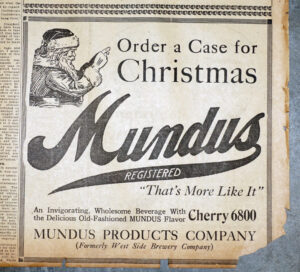 Order a Case for
Christmas
Mundus
REGISTERED
"That's More Like It"
An Invigorating, Wholesome Beverage With
the Delicious Old-Fashioned MUNDUS Flavor
Cherry 6800
MUNDUS PRODUCTS COMPANY
(Formerly West Side Brewery Company)